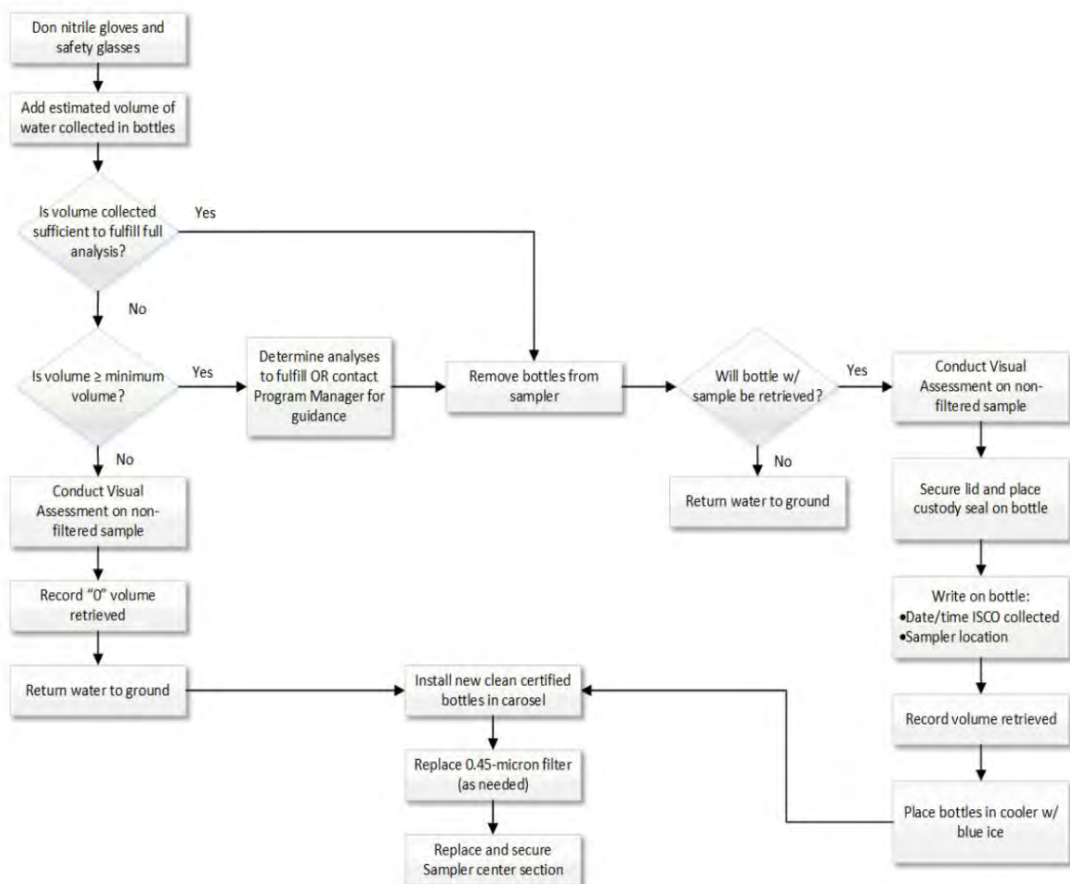 Don nitrile gloves and
safety glasses
Add estimated volume of
water collected in bottles
Is volume collected
sufficient to fulfill full
analysis?
Yes
No
Is volume ≥ minimum
volume?
Yes
Determine analyses
to fulfill OR contact
Program Manager for
guidance
Remove bottles from
sampler
Will bottle w/
sample be retrieved?
Yes
Conduct Visual
Assessment on non-
filtered sample
No
Return water to ground
No
Conduct Visual
Assessment on non-
filtered sample
Secure lid and place
custody seal on bottle
Record "0" volume
retrieved
Write on bottle:
•Date/time ISCO collected
•Sampler location
Return water to ground
Install new clean certified
bottles in carosel
Record volume retrieved
Replace 0.45-micron filter
(as needed)
Place bottles in cooler w/
blue ice
Replace and secure
Sampler center section